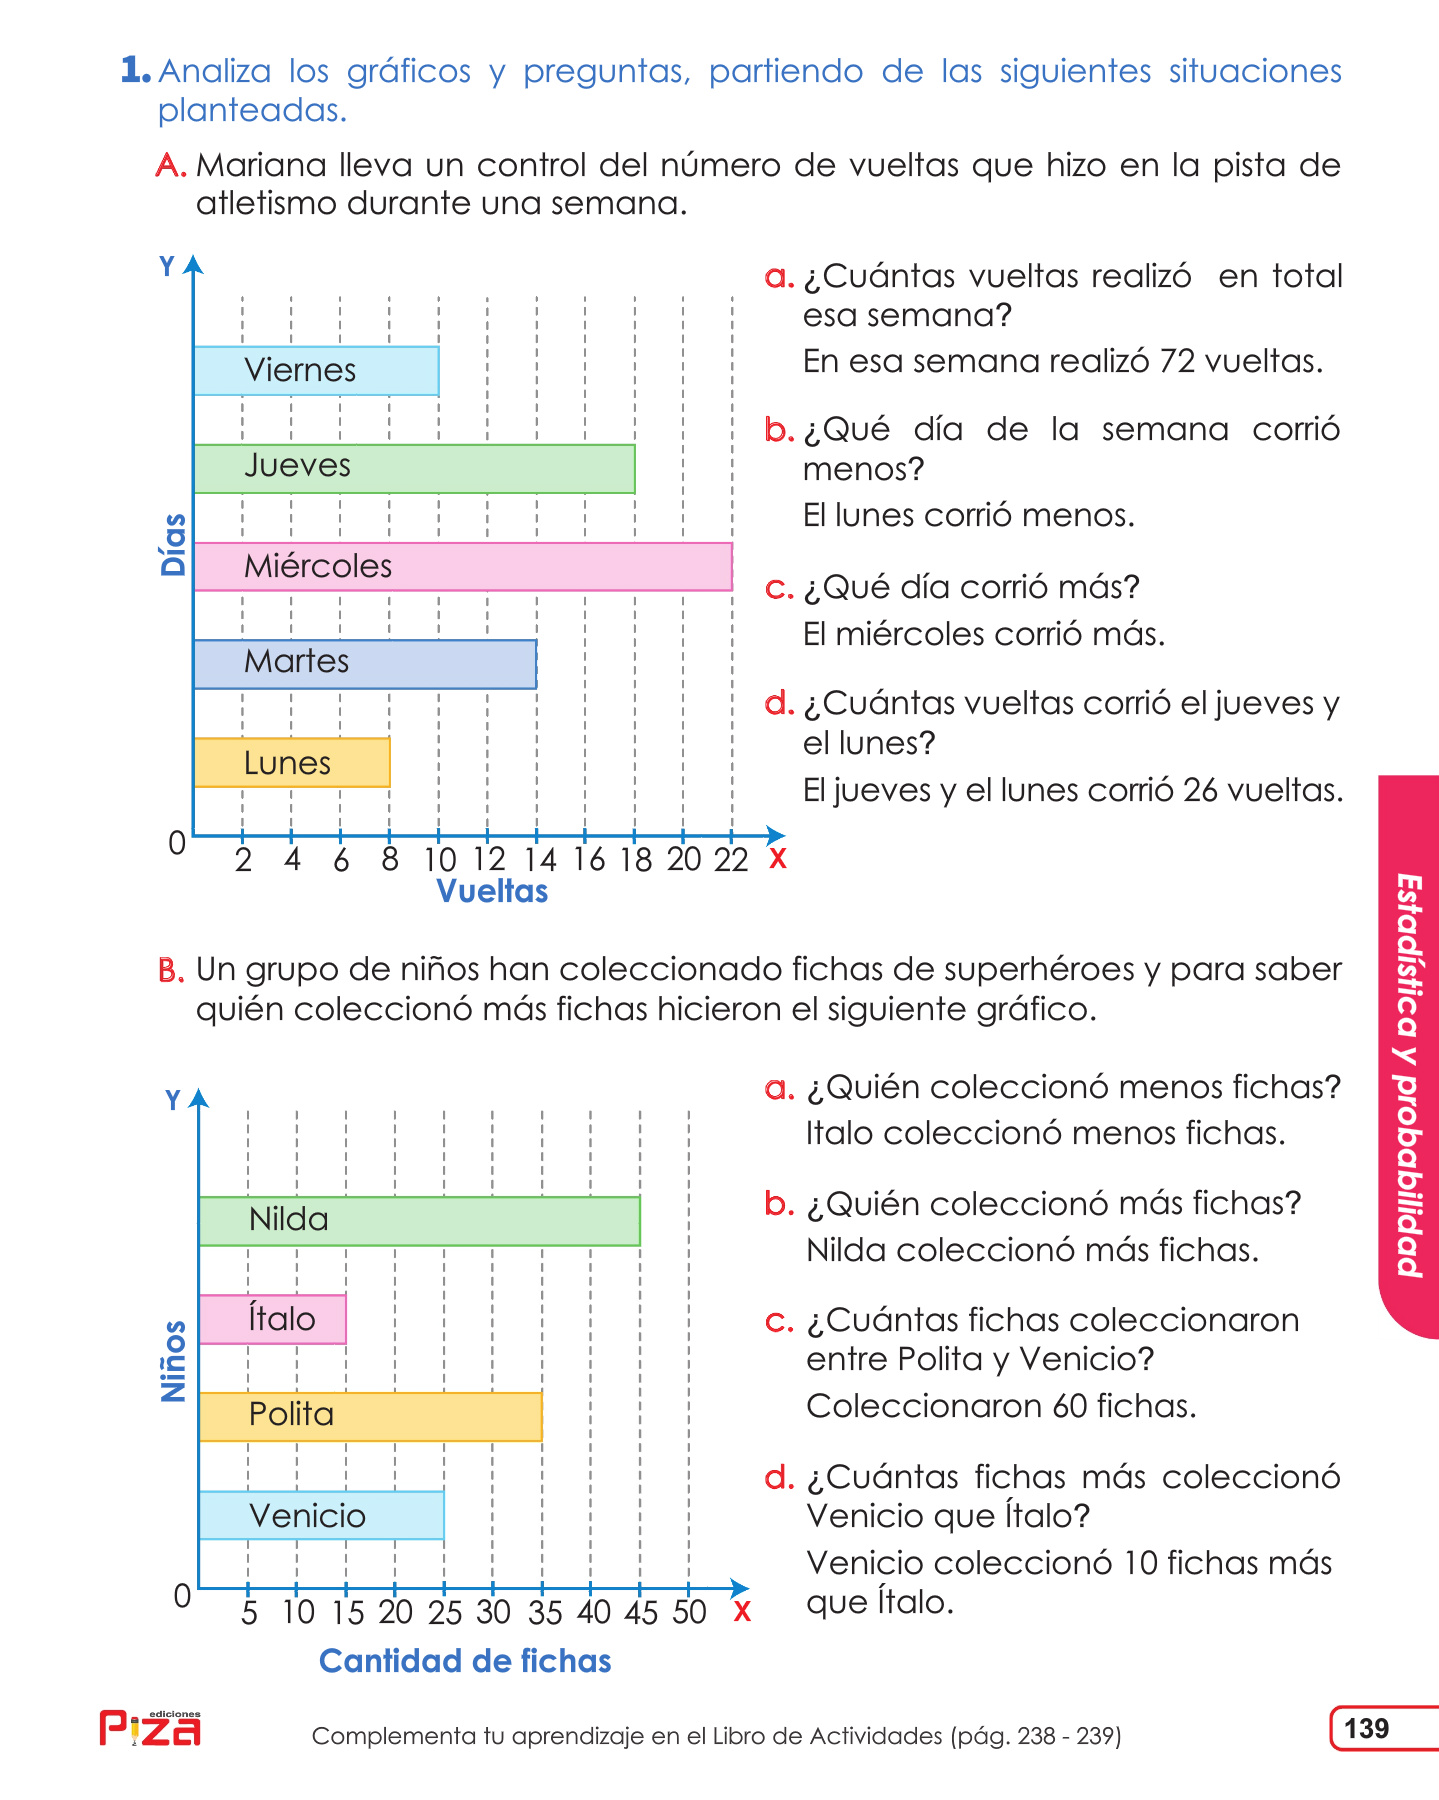 1. Analiza los gráficos y preguntas, partiendo de las siguientes situaciones
planteadas.
A. Mariana lleva un control del número de vueltas que hizo en la pista de
atletismo durante una semana.
Y
Viernes
Jueves
Miércoles
Martes
Lunes
Días
0
2 4 6 8 10 12 14 16 18 20 22 X
Vueltas
a. ¿Cuántas vueltas realizó en total
esa semana?
En esa semana realizó 72 vueltas.
b. ¿Qué día de la semana corrió
menos?
El lunes corrió menos.
c. ¿Qué día corrió más?
El miércoles corrió más.
d. ¿Cuántas vueltas corrió el jueves y
el lunes?
El jueves y el lunes corrió 26 vueltas.
B. Un grupo de niños han coleccionado fichas de superhéroes y para saber
quién coleccionó más fichas hicieron el siguiente gráfico.
Y
Nilda
Ítalo
Polita
Venicio
Niños
0
5 10 15 20 25 30 35 40 45 50 X
Cantidad de fichas
a. ¿Quién coleccionó menos fichas?
Italo coleccionó menos fichas.
b. ¿Quién coleccionó más fichas?
Nilda coleccionó más fichas.
c. ¿Cuántas fichas coleccionaron
entre Polita y Venicio?
Coleccionaron 60 fichas.
d. ¿Cuántas fichas más coleccionó
Venicio que Ítalo?
Venicio coleccionó 10 fichas más
que Ítalo.
Estadística y probabilidad
ediciones
Piza
Complementa tu aprendizaje en el Libro de Actividades (pág. 238 - 239)
139